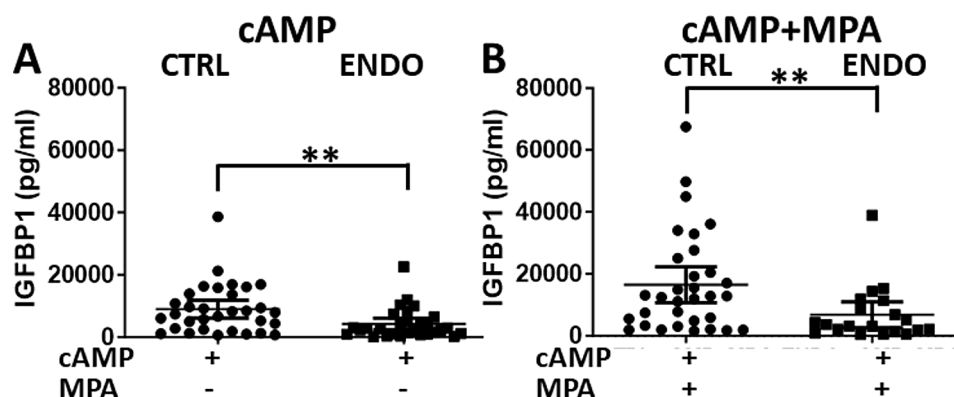 cAMP
cAMP+MPA
A
CTRL
ENDO
B
CTRL
ENDO
IGFBP1 (pg/ml)
80000
60000
40000
20000
0
**
cAMP + +
MPA - -
IGFBP1 (pg/ml)
80000
60000
40000
20000
0
**
cAMP + +
MPA + +